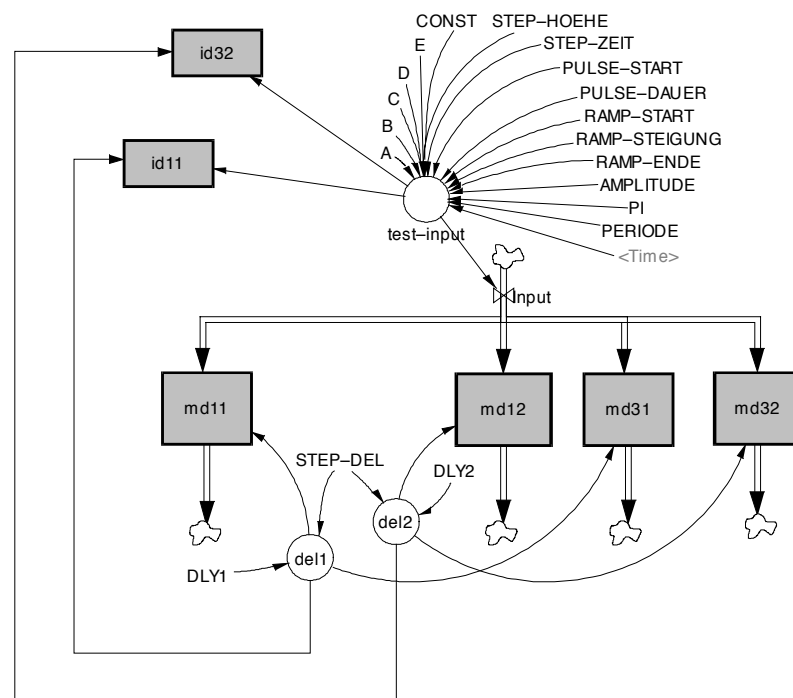 CONST
STEP–HOEHE
E
STEP–ZEIT
D
PULSE–START
C
PULSE–DAUER
B
RAMP–START
A
RAMP–STEIGUNG
RAMP–ENDE
AMPLITUDE
PI
PERIODE
<Time>
id32
id11
test–input
Input
md11
md12
md31
md32
STEP–DEL
DLY2
del2
del1
DLY1